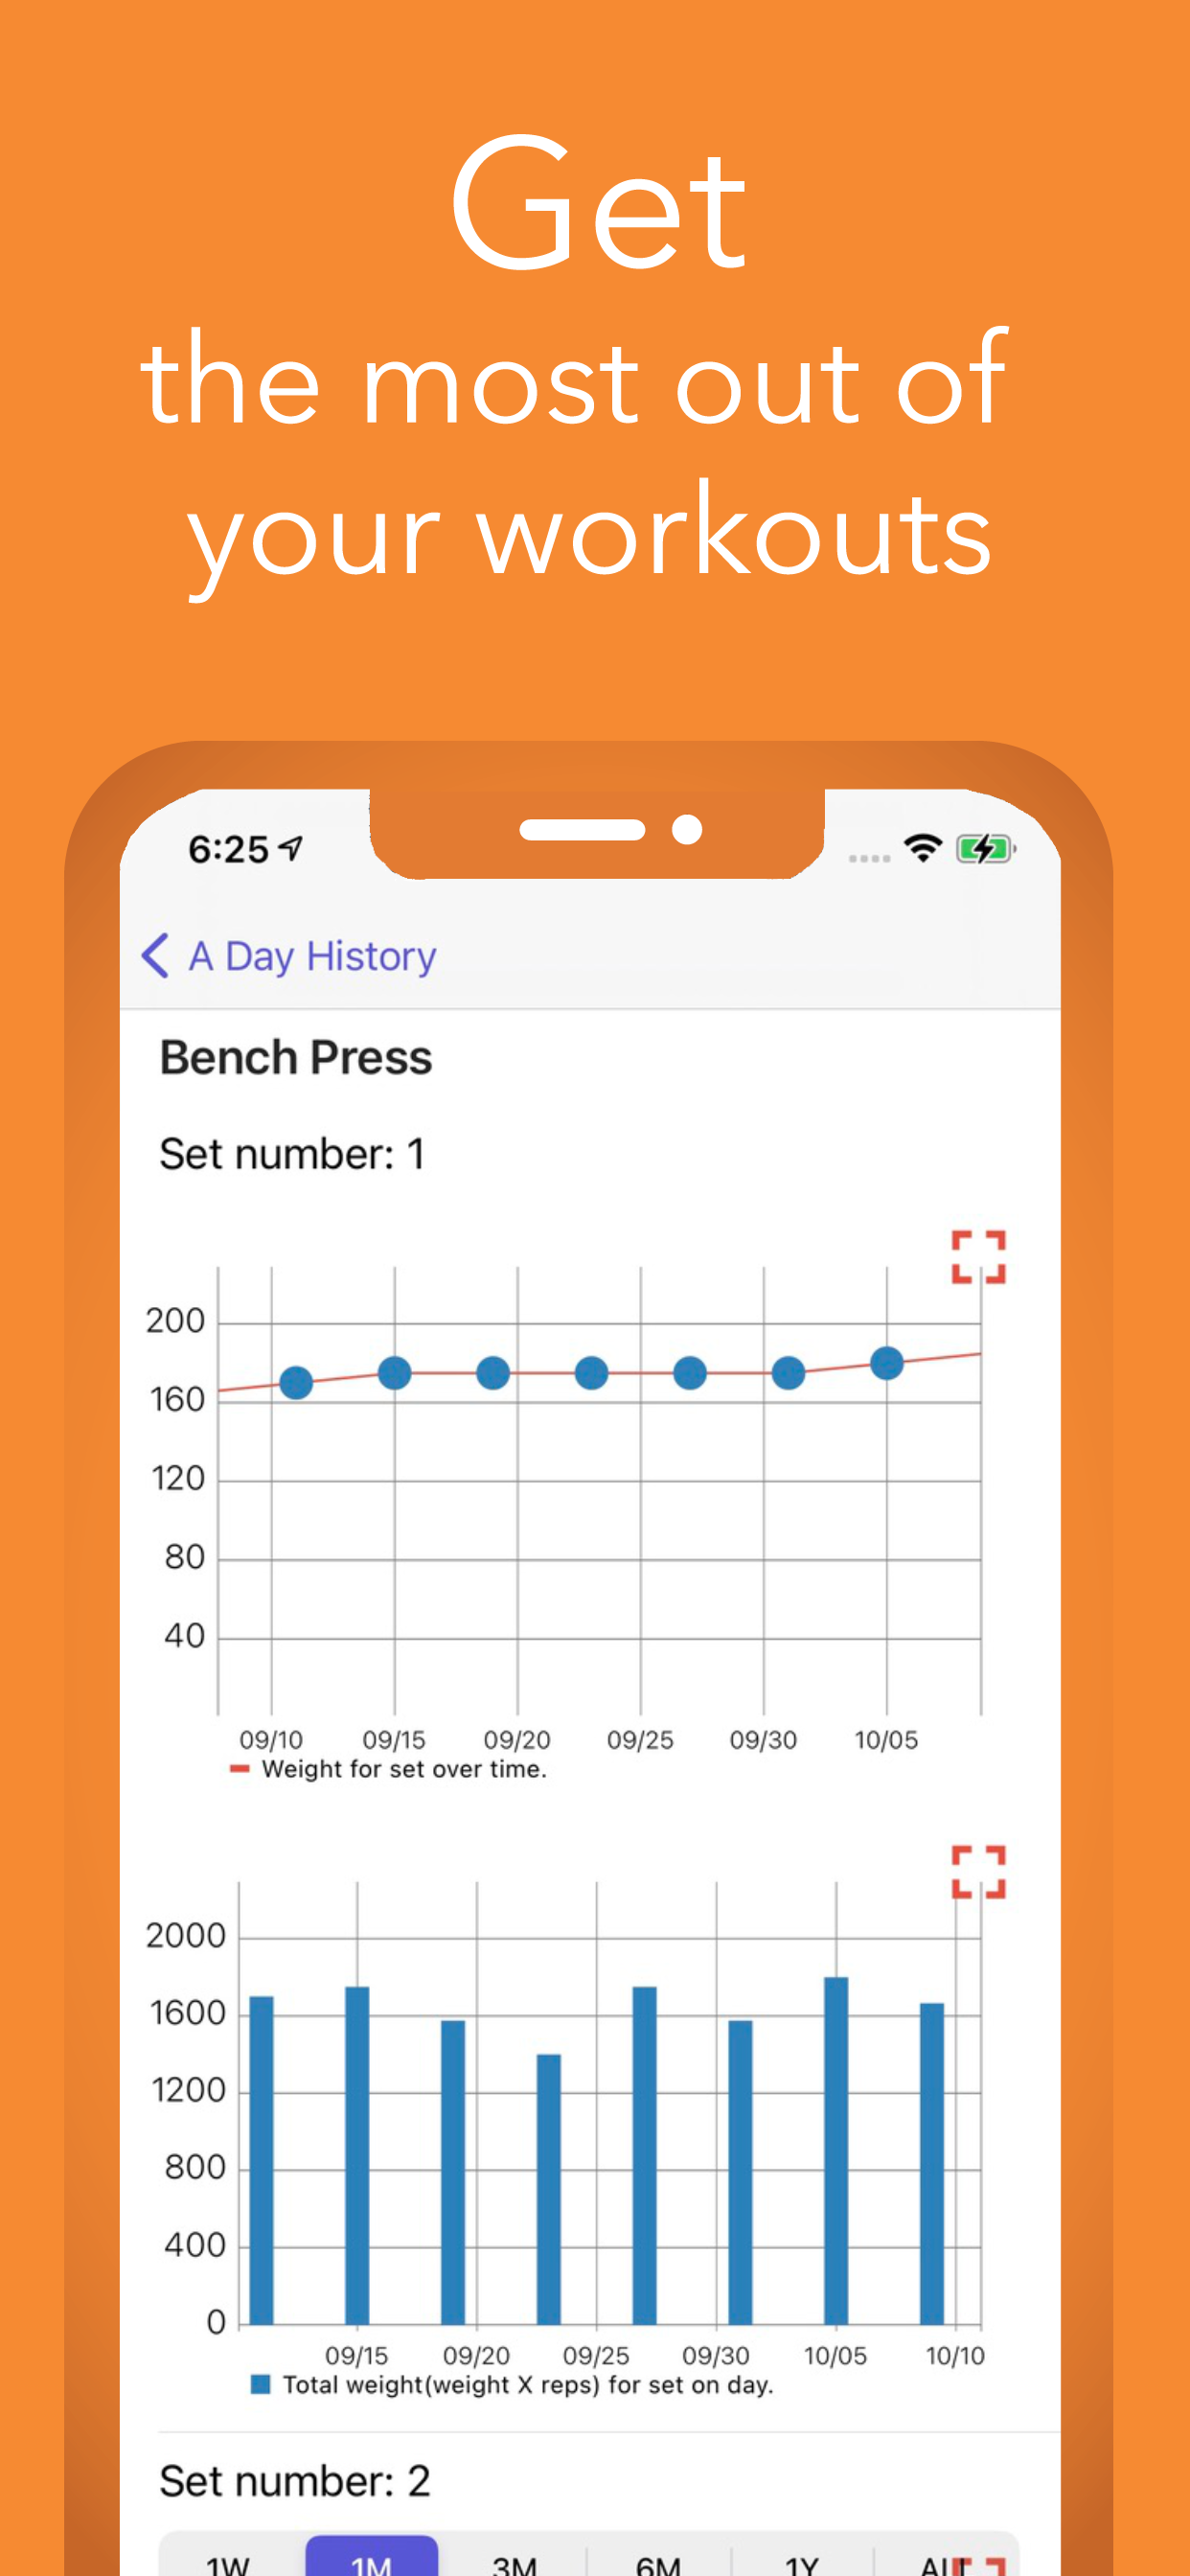 Get
the most out of
your workouts
6:25
A Day History
Bench Press
Set number: 1
200
160
120
80
40
09/10 09/15 09/20 09/25 09/30 10/05
Weight for set over time.
2000
1600
1200
800
400
0
09/15 09/20 09/25 09/30 10/05 10/10
Total weight(weight X reps) for set on day.
Set number: 2
1W 1M 3M 6M 1Y All